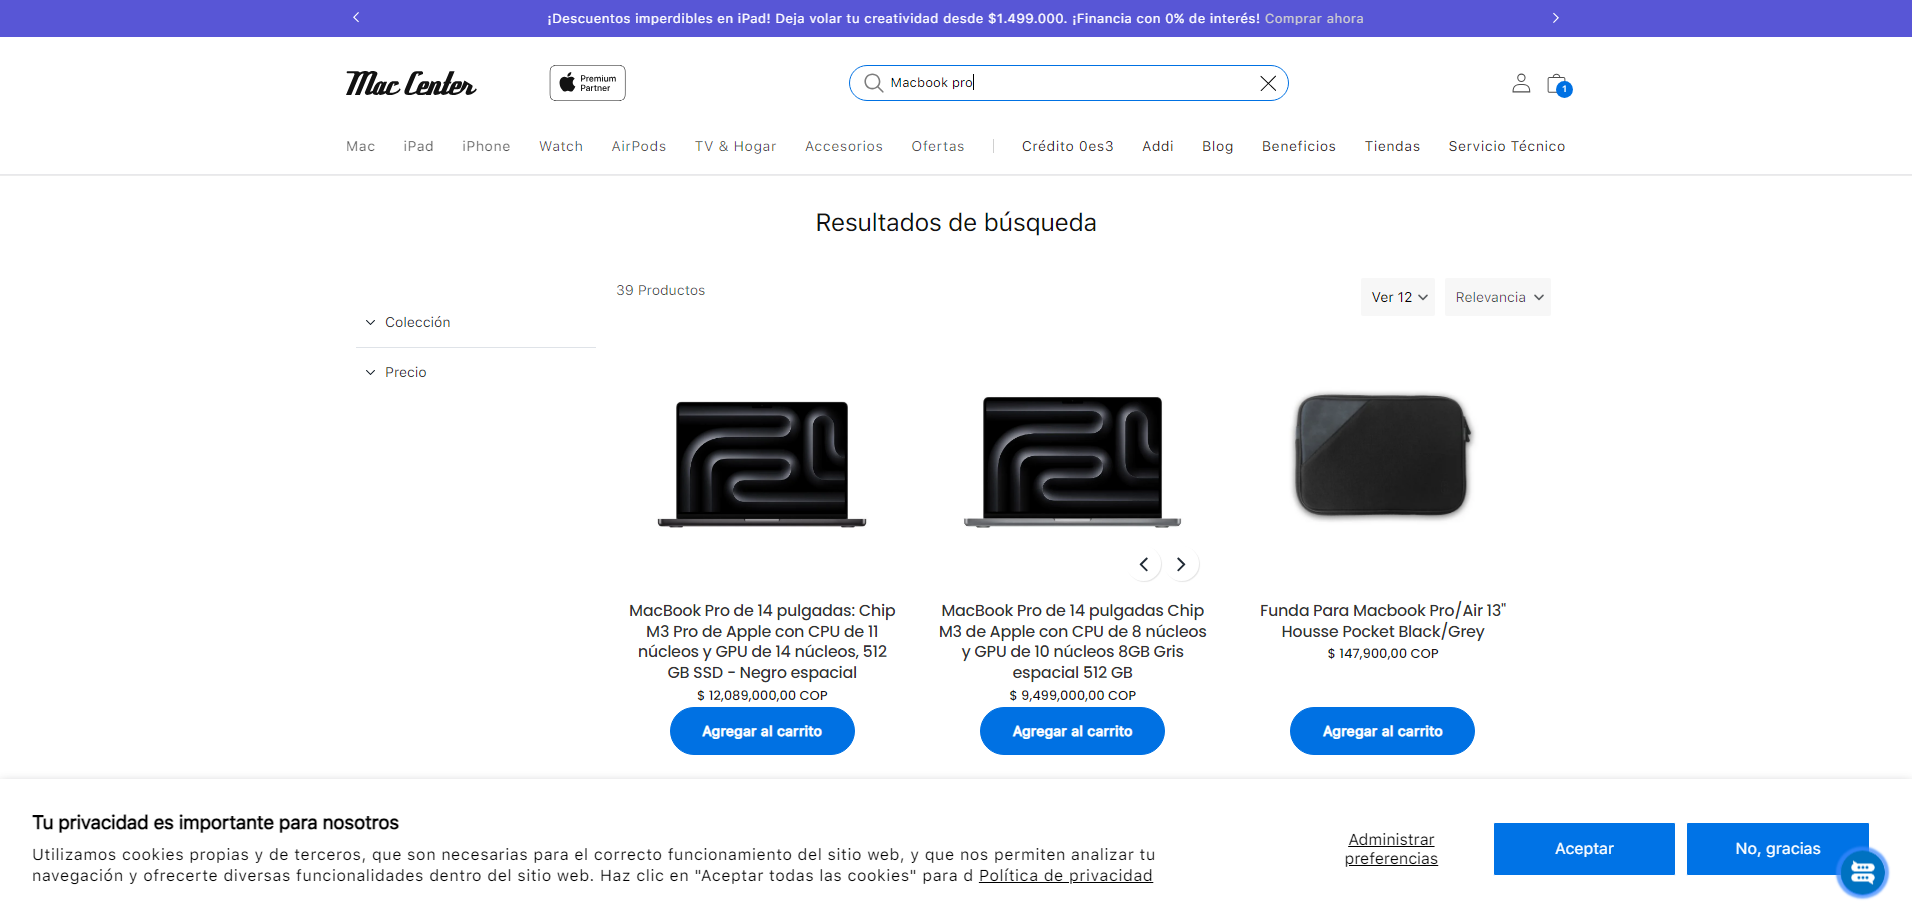 ¡Descuentos imperdibles en iPad! Deja volar tu creatividad desde $1.499.000. ¡Financia con 0% de interés! Comprar ahora
Mac Center
Premium
Partner
Macbook pro
1
Mac iPad iPhone Watch AirPods TV & Hogar Accesorios Ofertas Crédito 0es3 Addi Blog Beneficios Tiendas Servicio Técnico
Resultados de búsqueda
39 Productos
Ver 12
Relevancia
Colección
Precio
MacBook Pro de 14 pulgadas: Chip
M3 Pro de Apple con CPU de 11
núcleos y GPU de 14 núcleos, 512
GB SSD - Negro espacial
$ 12,089,000,00 COP
Agregar al carrito
MacBook Pro de 14 pulgadas Chip
M3 de Apple con CPU de 8 núcleos
y GPU de 10 núcleos 8GB Gris
espacial 512 GB
$ 9,499,000,00 COP
Agregar al carrito
Funda Para Macbook Pro/Air 13"
Housse Pocket Black/Grey
$ 147,900,00 COP
Agregar al carrito
Tu privacidad es importante para nosotros
Utilizamos cookies propias y de terceros, que son necesarias para el correcto funcionamiento del sitio web, y que nos permiten analizar tu
navegación y ofrecerte diversas funcionalidades dentro del sitio web. Haz clic en "Aceptar todas las cookies" para d Política de privacidad
Administrar
preferencias
Aceptar
No, gracias